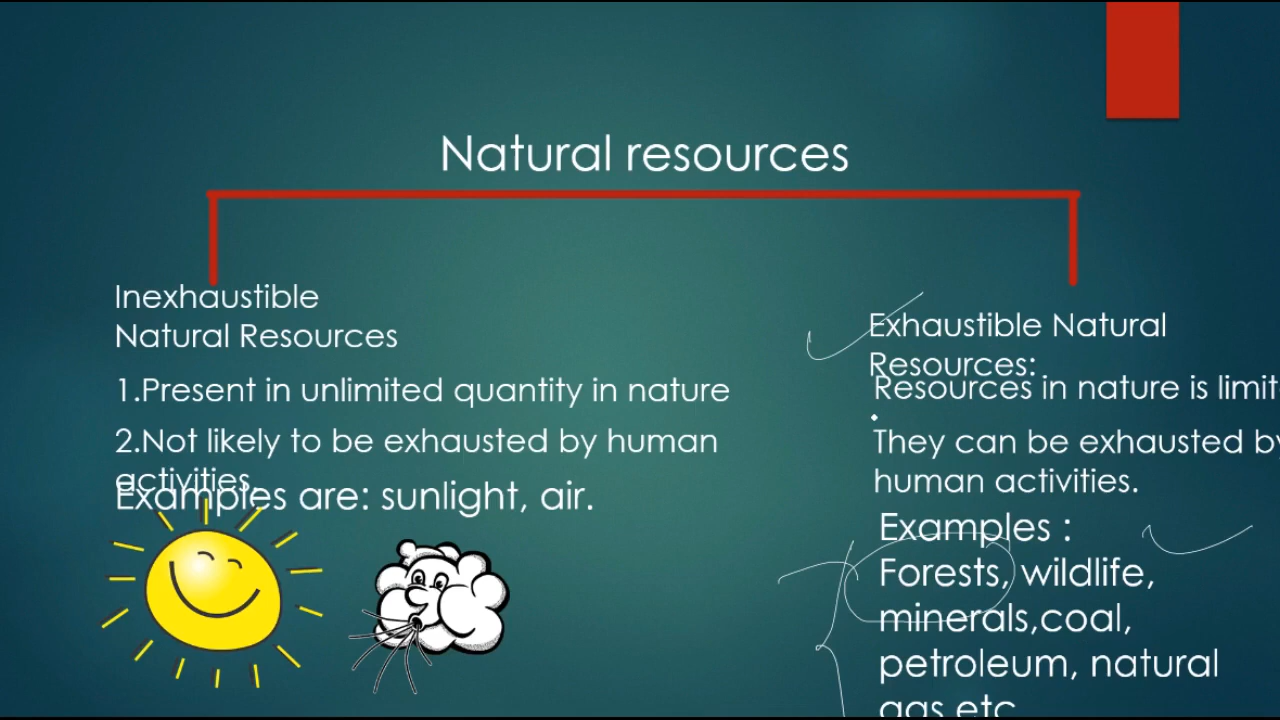 Natural resources
Inexhaustible
Natural Resources
1.Present in unlimited quantity in nature
2.Not likely to be exhausted by human
activities.
Examples are: sunlight, air.
Exhaustible Natural
Resources:
Resources in nature is limit
They can be exhausted by
human activities.
Examples :
Forests, wildlife,
minerals,coal,
petroleum, natural
gas etc